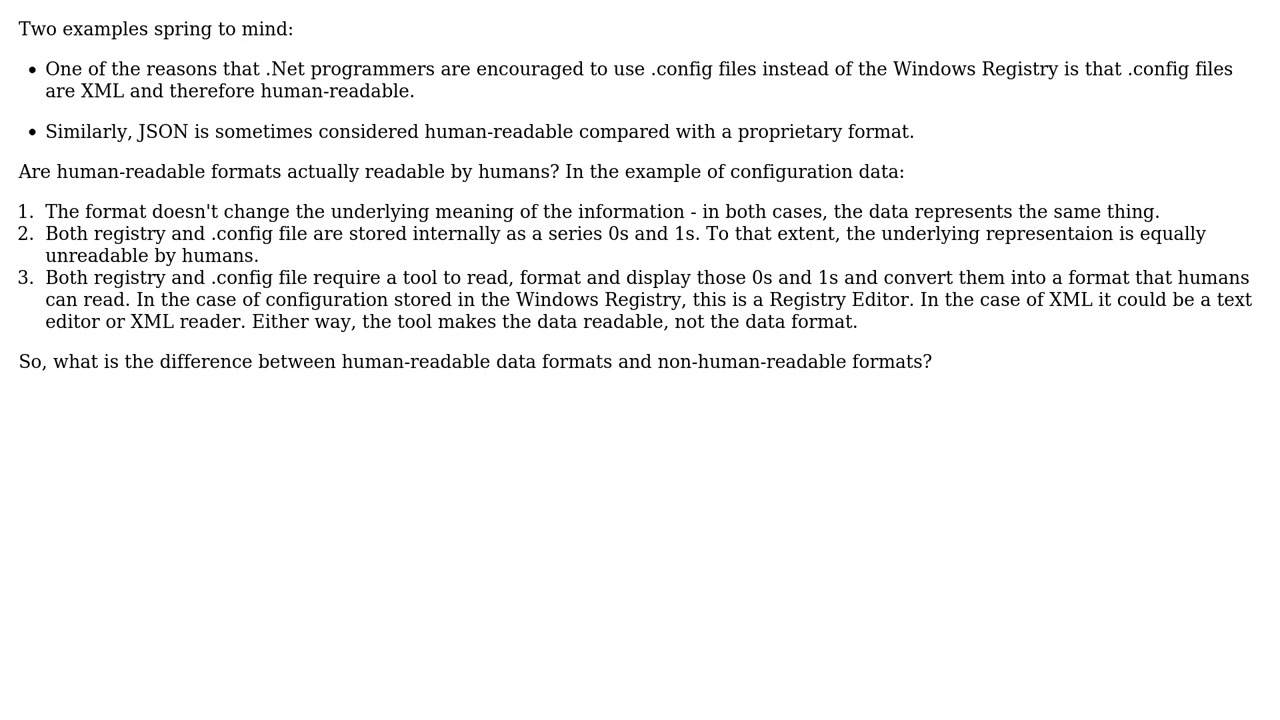 Two examples spring to mind:
• One of the reasons that .Net programmers are encouraged to use .config files instead of the Windows Registry is that .config files
are XML and therefore human-readable.
• Similarly, JSON is sometimes considered human-readable compared with a proprietary format.
Are human-readable formats actually readable by humans? In the example of configuration data:
1. The format doesn't change the underlying meaning of the information - in both cases, the data represents the same thing.
2. Both registry and .config file are stored internally as a series 0s and 1s. To that extent, the underlying representaion is equally
unreadable by humans.
3. Both registry and .config file require a tool to read, format and display those 0s and 1s and convert them into a format that humans
can read. In the case of configuration stored in the Windows Registry, this is a Registry Editor. In the case of XML it could be a text
editor or XML reader. Either way, the tool makes the data readable, not the data format.
So, what is the difference between human-readable data formats and non-human-readable formats?